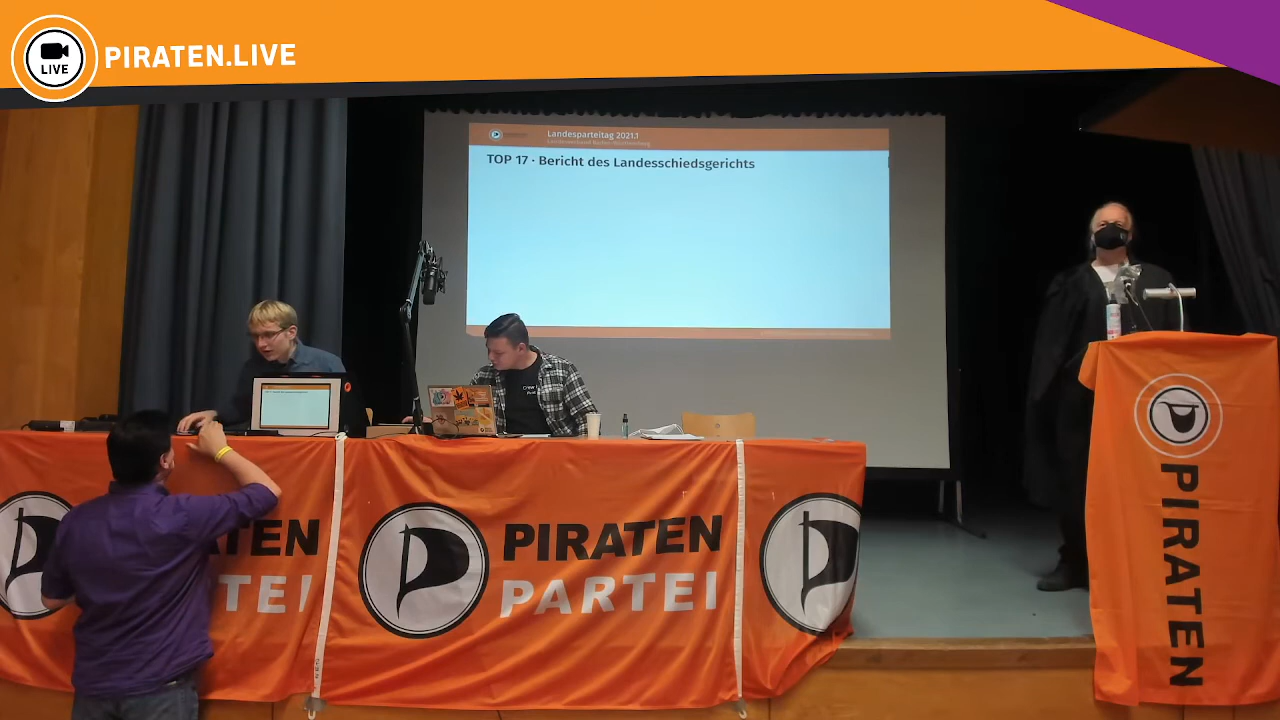 LIVE
PIRATEN.LIVE
Landesparteitag 2021.1
TOP 17 · Bericht des Landesschiedsgerichts
PIRATEN
PARTEI
PIRATEN